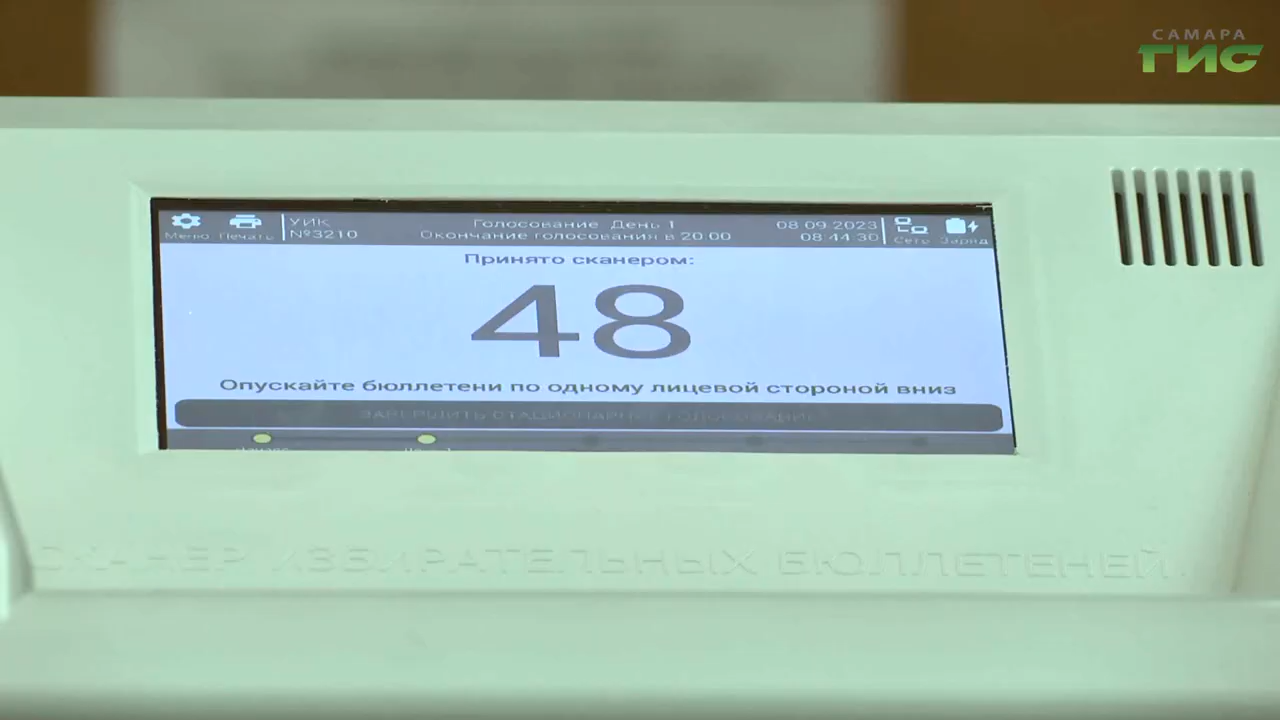 САМАРА
ГИС
Меню Печать
УИК
№3210
Голосование День 1
Окончание голосования в 20:00
08.09.2023
08:44:30
Сеть Заряд
Принято сканером:
48
Опускайте бюллетени по одному лицевой стороной вниз
ЗАВЕРШИТЬ СТАЦИОНАРНОЕ ГОЛОСОВАНИЕ
СКАНЕР ИЗБИРАТЕЛЬНЫХ БЮЛЛЕТЕНЕЙ